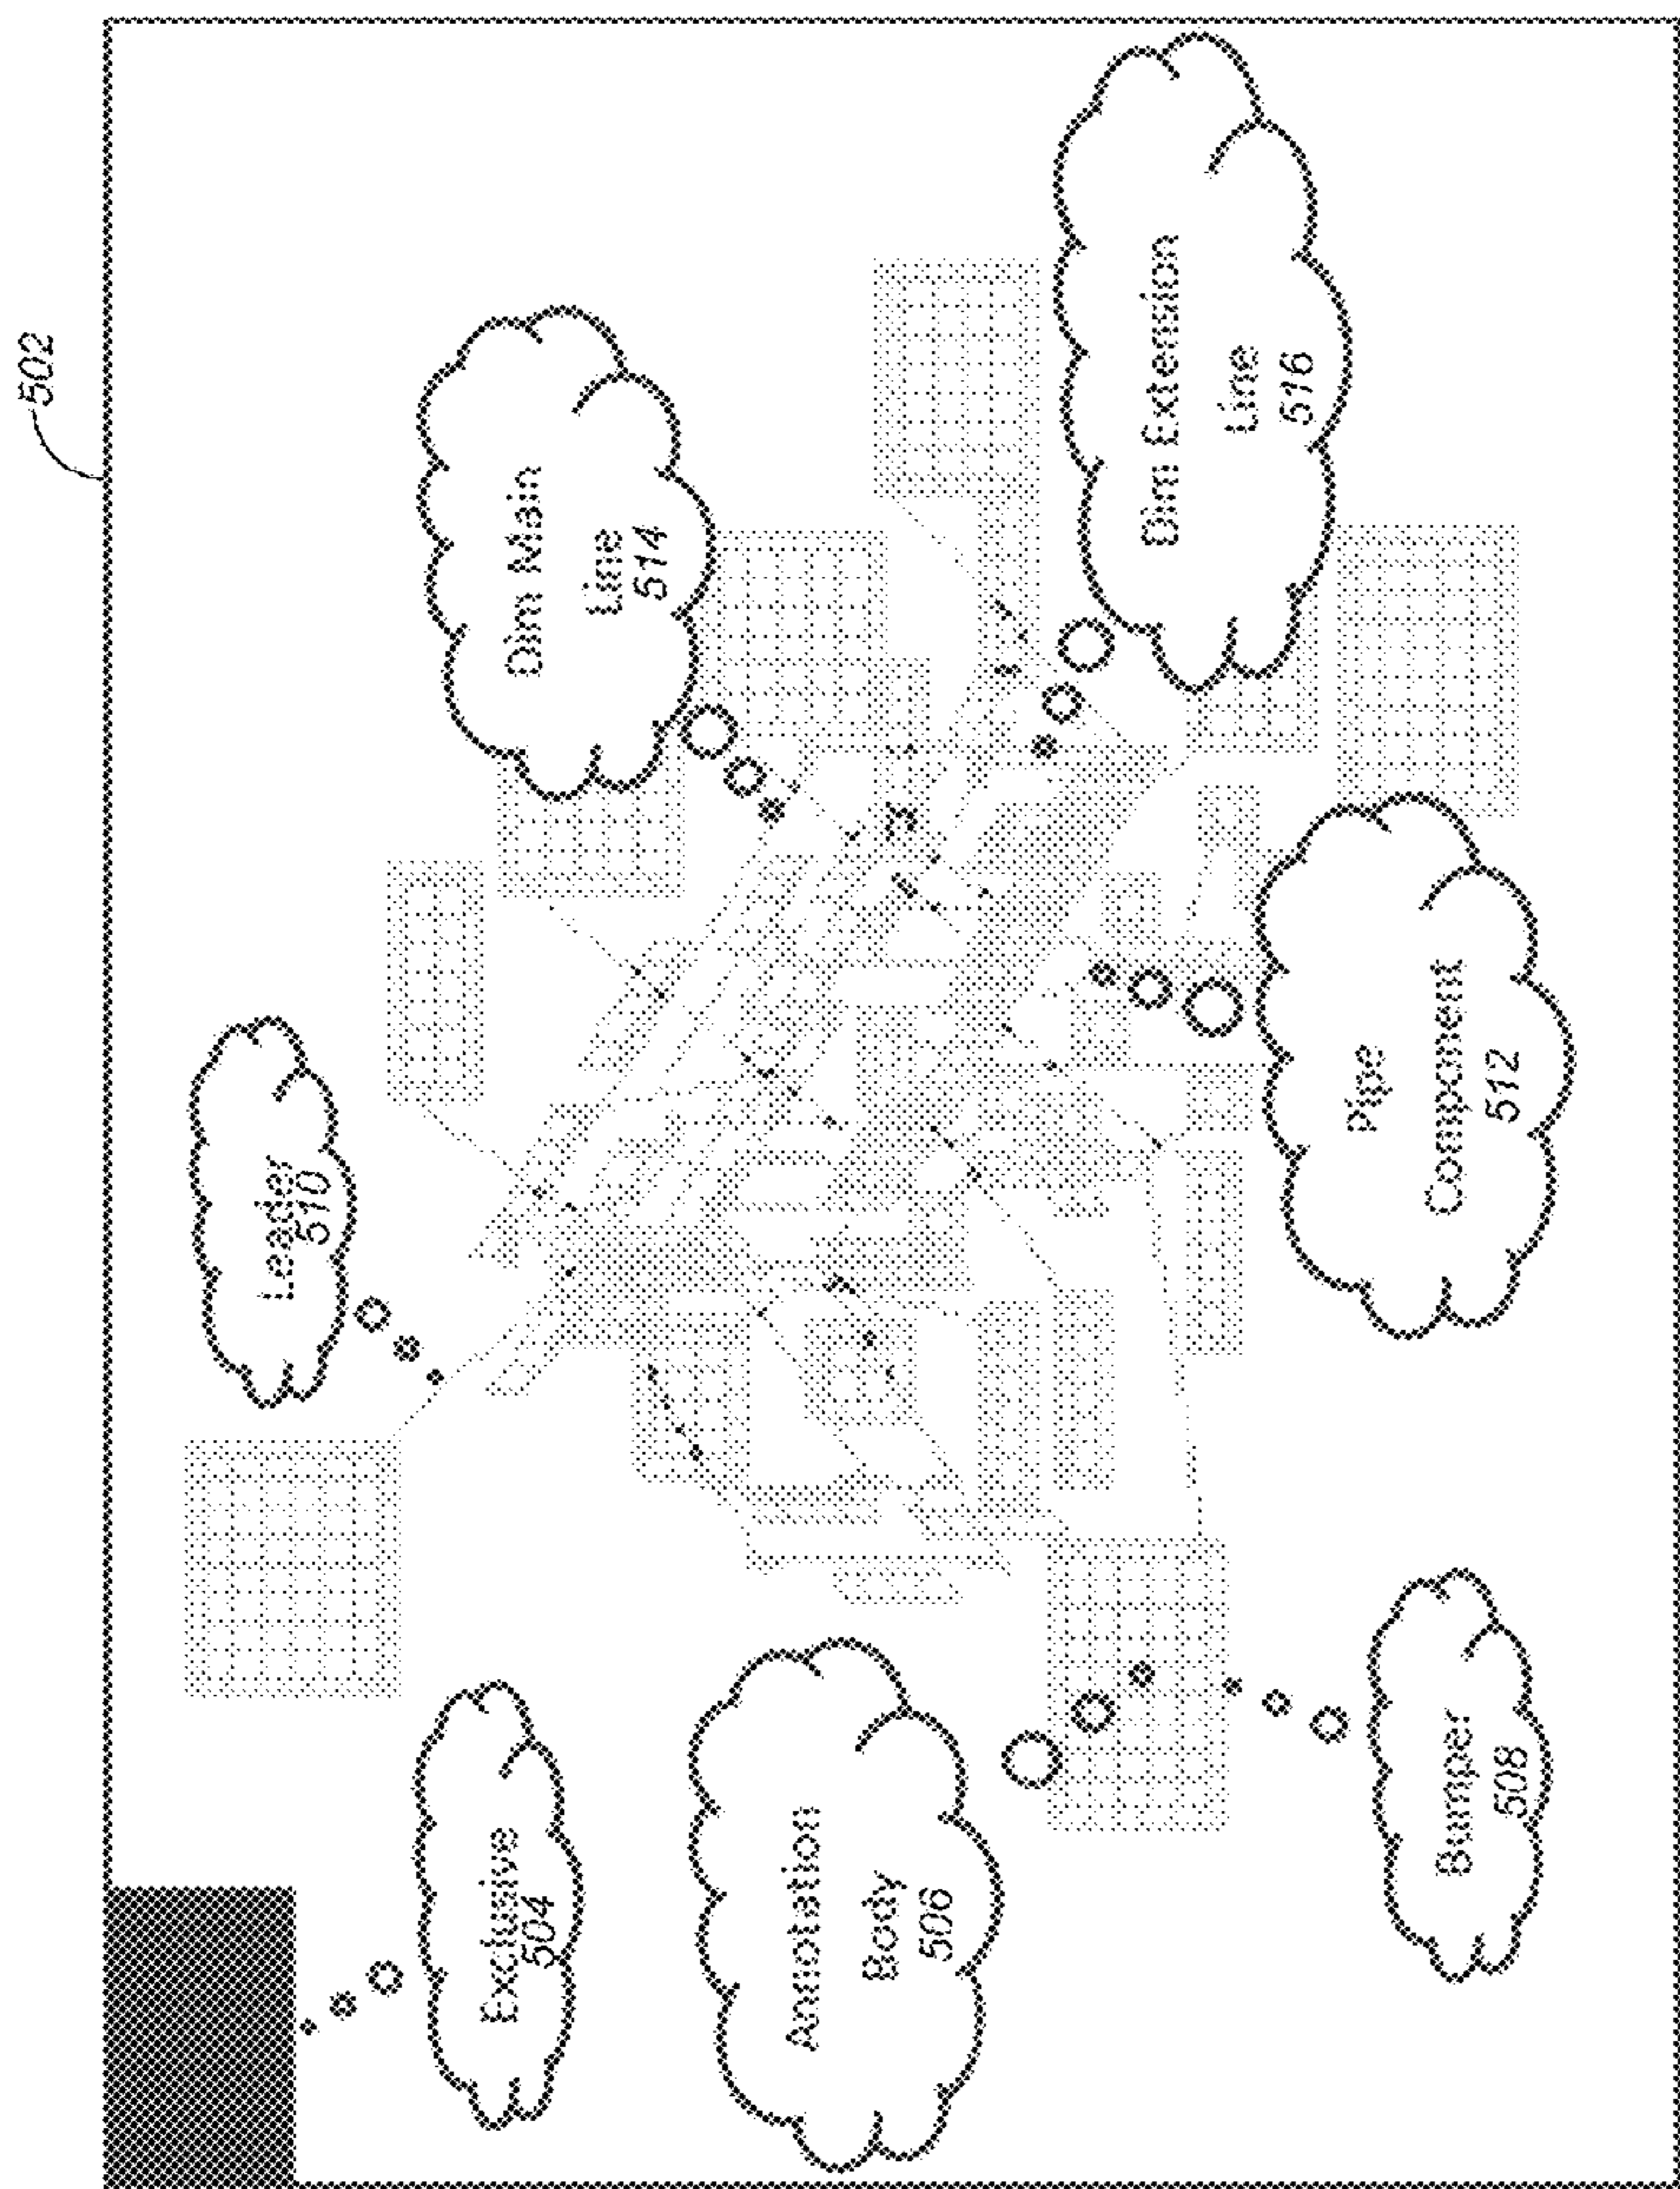 502
Exclusive
504
Annotation
Body
506
Bumper
508
Leader
510
Pipe
Component
512
Dim Main
Line
514
Dim Extension
Line
516